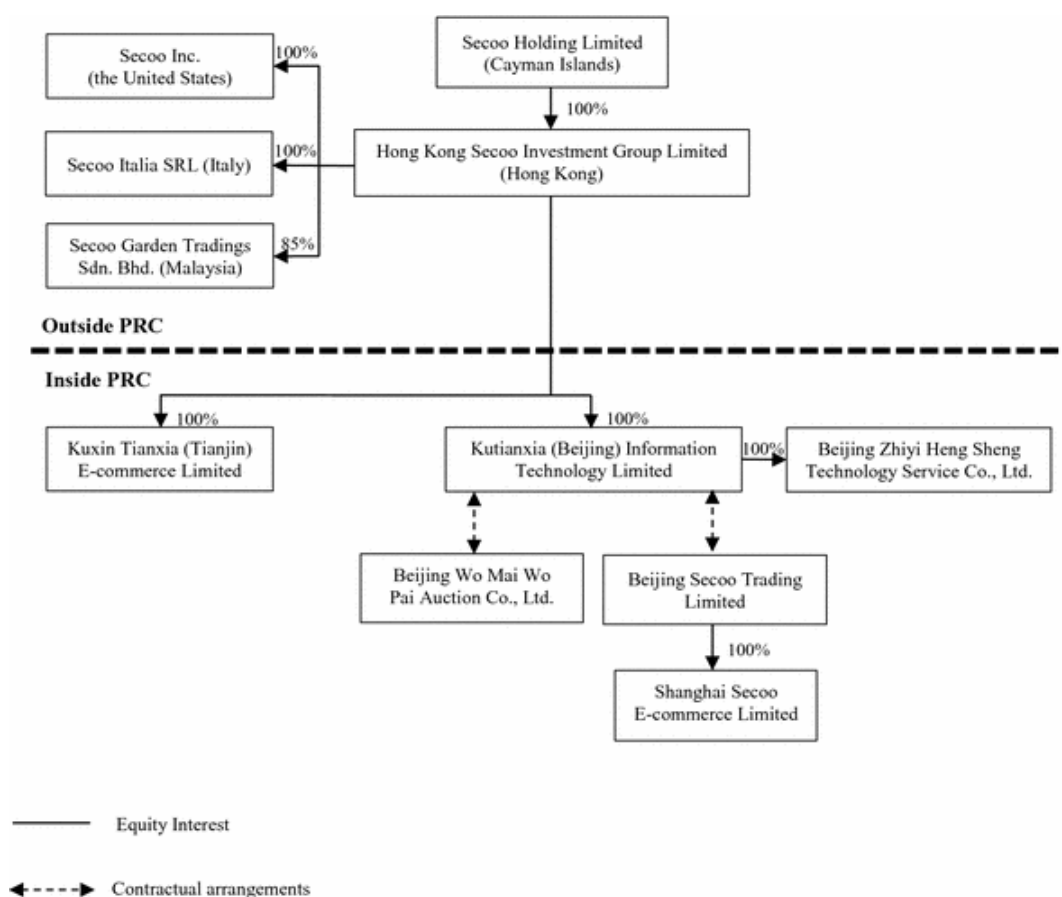 Secoo Holding Limited
(Cayman Islands)
100%
Secoo Inc.
(the United States)
100%
Hong Kong Secoo Investment Group Limited
(Hong Kong)
Secoo Italia SRL (Italy)
100%
Secoo Garden Tradings
Sdn. Bhd. (Malaysia)
85%
Outside PRC
Inside PRC
100%
100%
Kuxin Tianxia (Tianjin)
E-commerce Limited
Kutianxia (Beijing) Information
Technology Limited
100%
Beijing Zhiyi Heng Sheng
Technology Service Co., Ltd.
Beijing Wo Mai Wo
Pai Auction Co., Ltd.
Beijing Secoo Trading
Limited
100%
Shanghai Secoo
E-commerce Limited
Equity Interest
Contractual arrangements